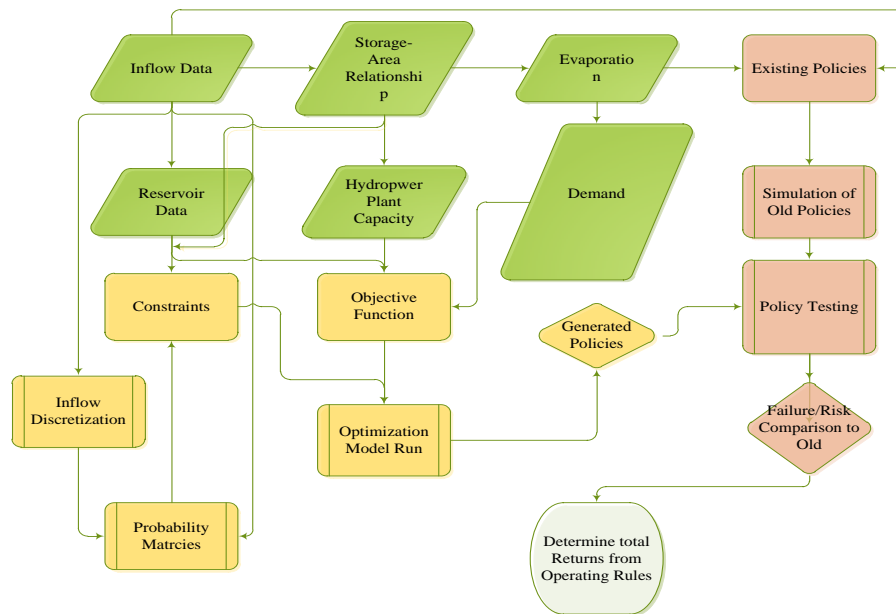 Inflow Data
Storage-
Area
Relationshi
p
Evaporatio
n
Existing Policies
Reservoir
Data
Hydropwer
Plant
Capacity
Demand
Simulation of
Old Policies
Constraints
Objective
Function
Generated
Policies
Policy Testing
Inflow
Discretization
Optimization
Model Run
Failure/Risk
Comparison to
Old
Probability
Matrcies
Determine total
Returns from
Operating Rules